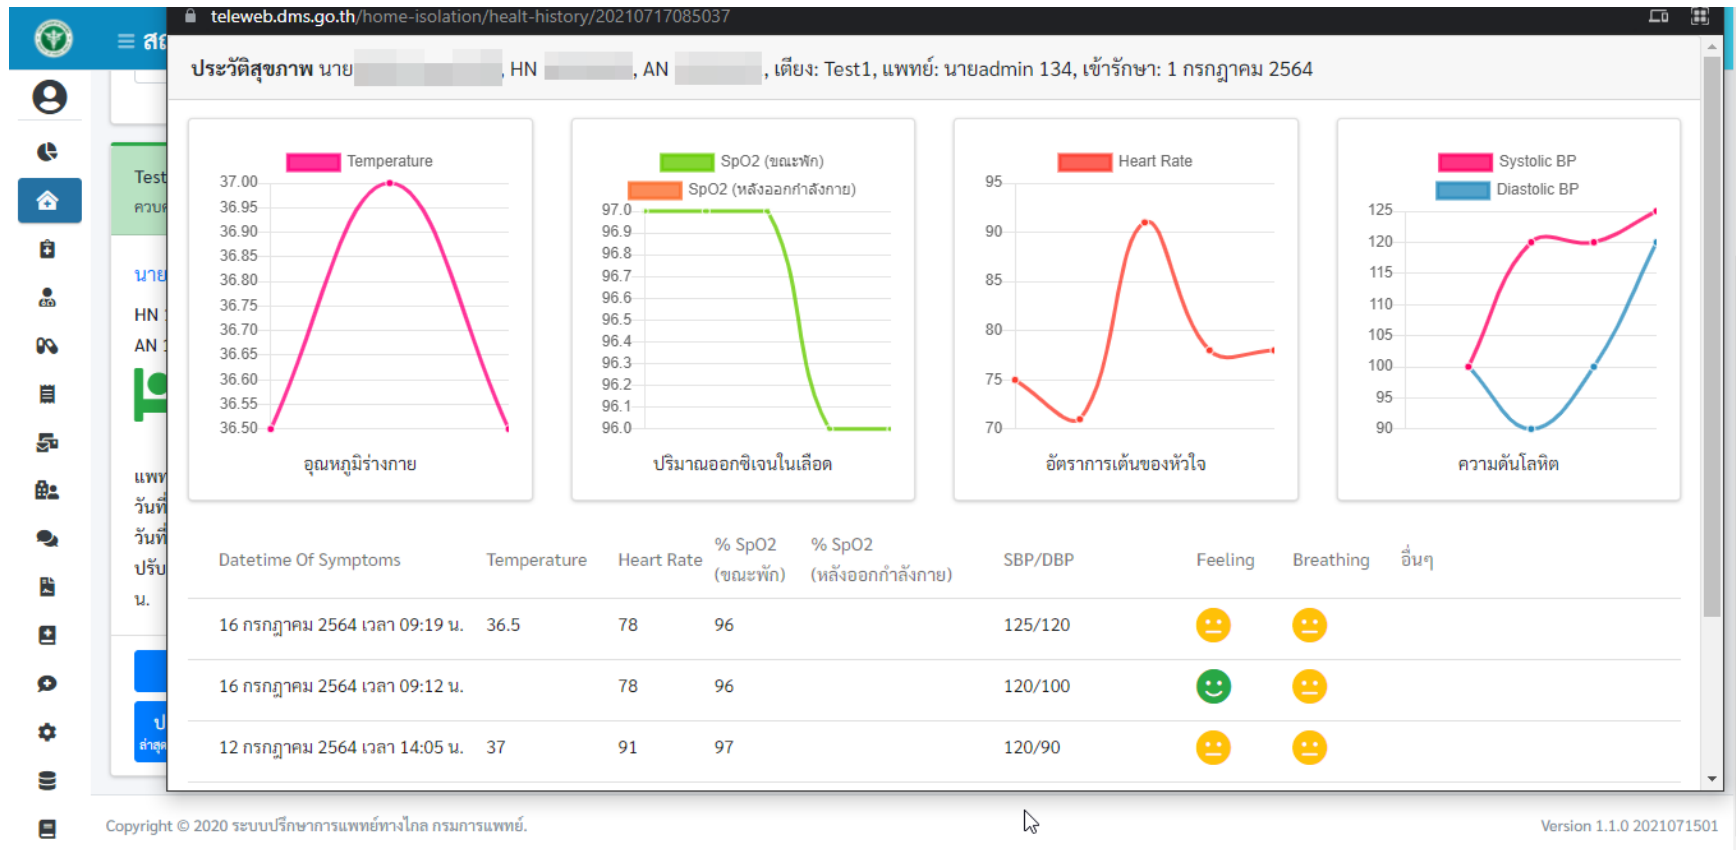 teleweb.dms.go.th/home-isolation/healt-history/20210717085037
ประวัติสุขภาพ นาย , HN , AN , เตียง: Test1, แพทย์: นายadmin 134, เข้ารักษา: 1 กรกฎาคม 2564
Temperature
37.00
36.95
36.90
36.85
36.80
36.75
36.70
36.65
36.60
36.55
36.50
อุณหภูมิร่างกาย
SpO2 (ขณะพัก)
SpO2 (หลังออกกำลังกาย)
97.0
96.9
96.8
96.7
96.6
96.5
96.4
96.3
96.2
96.1
96.0
ปริมาณออกซิเจนในเลือด
Heart Rate
95
90
85
80
75
70
อัตราการเต้นของหัวใจ
Systolic BP
Diastolic BP
125
120
115
110
105
100
95
90
ความดันโลหิต
Datetime Of Symptoms Temperature Heart Rate % SpO2 (ขณะพัก) % SpO2 (หลังออกกำลังกาย) SBP/DBP Feeling Breathing อื่นๆ
16 กรกฎาคม 2564 เวลา 09:19 น. 36.5 78 96 125/120
16 กรกฎาคม 2564 เวลา 09:12 น. 78 96 120/100
12 กรกฎาคม 2564 เวลา 14:05 น. 37 91 97 120/90
Test
นาย
HN
AN
แพท
วันที่
วันที่
ปรับ
น.
Copyright © 2020 ระบบปรึกษาการแพทย์ทางไกล กรมการแพทย์.
Version 1.1.0 2021071501